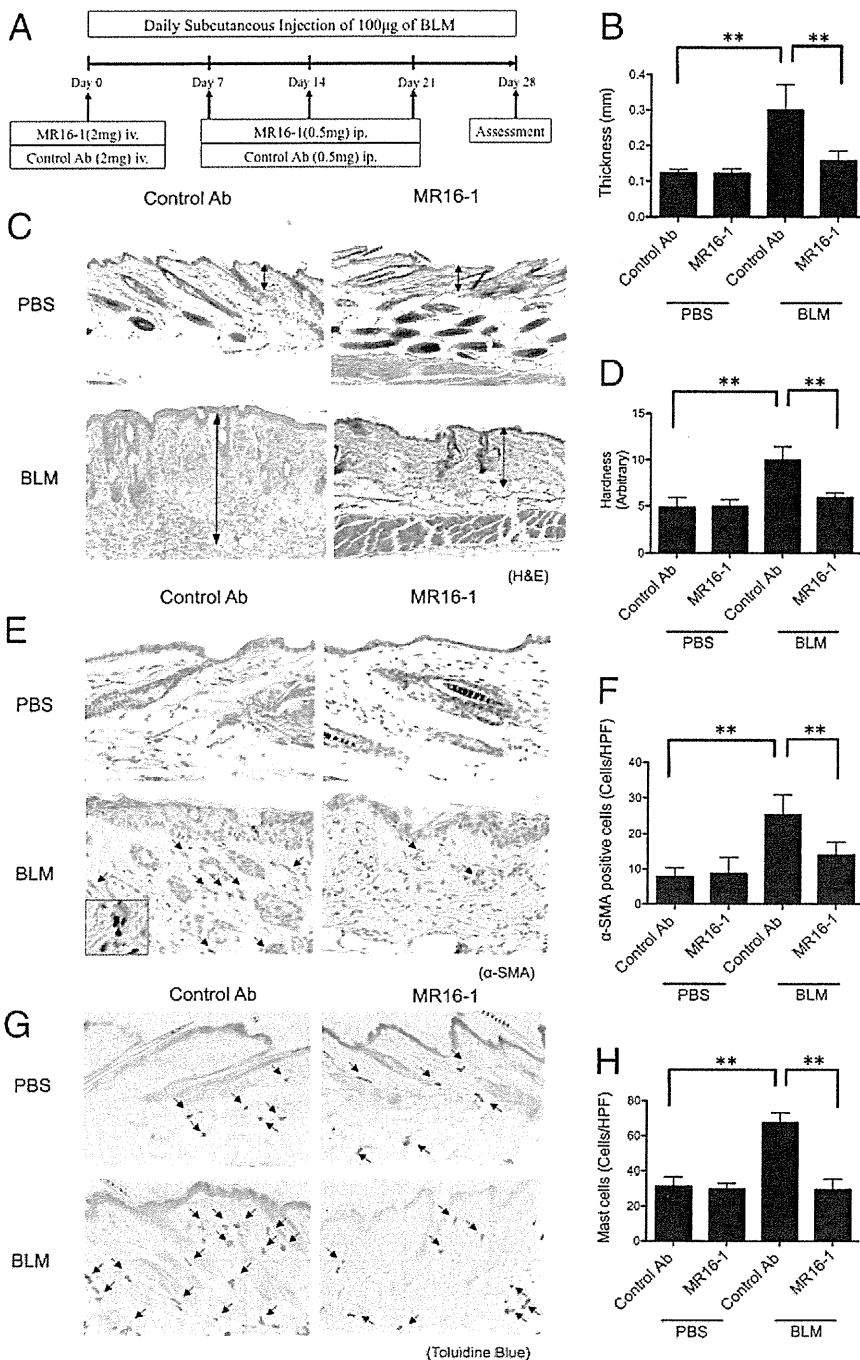 A
Daily Subcutaneous Injection of 100μg of BLM
Day 0
Day 7
Day 14
Day 21
Day 28
MR16-1(2mg) iv.
Control Ab (2mg) iv.
MR16-1(0.5mg) ip.
Control Ab (0.5mg) ip.
Assessment
B
**
**
Thickness (mm)
0.4
0.3
0.2
0.1
0.0
Control Ab
MR16-1
Control Ab
MR16-1
PBS
BLM
C
Control Ab
MR16-1
PBS
BLM
(H&E)
D
**
**
Hardness
(Arbitrary)
15
10
5
0
Control Ab
MR16-1
Control Ab
MR16-1
PBS
BLM
E
Control Ab
MR16-1
PBS
BLM
(α-SMA)
F
**
**
α-SMA positive cells (Cells/HPF)
40
30
20
10
0
Control Ab
MR16-1
Control Ab
MR16-1
PBS
BLM
G
Control Ab
MR16-1
PBS
BLM
(Toluidine Blue)
H
**
**
Mast cells (Cells/HPF)
80
60
40
20
0
Control Ab
MR16-1
Control Ab
MR16-1
PBS
BLM